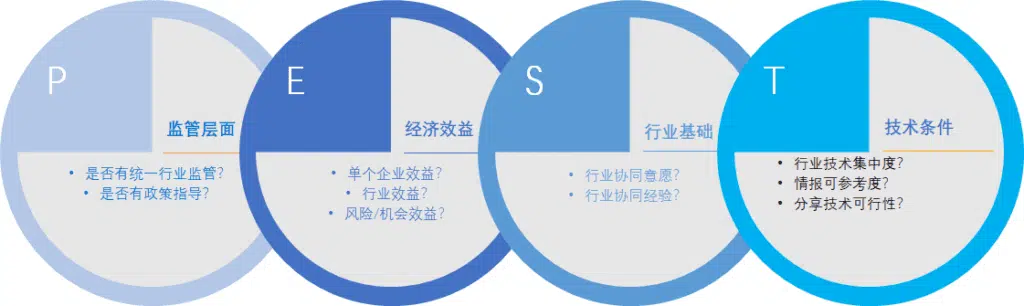 P
监管层面
• 是否有统一行业监管?
• 是否有政策指导?
E
经济效益
• 单个企业效益?
• 行业效益?
• 风险/机会效益?
S
行业基础
• 行业协同意愿?
• 行业协同经验?
T
技术条件
• 行业技术集中度?
• 情报可参考度?
• 分享技术可行性?